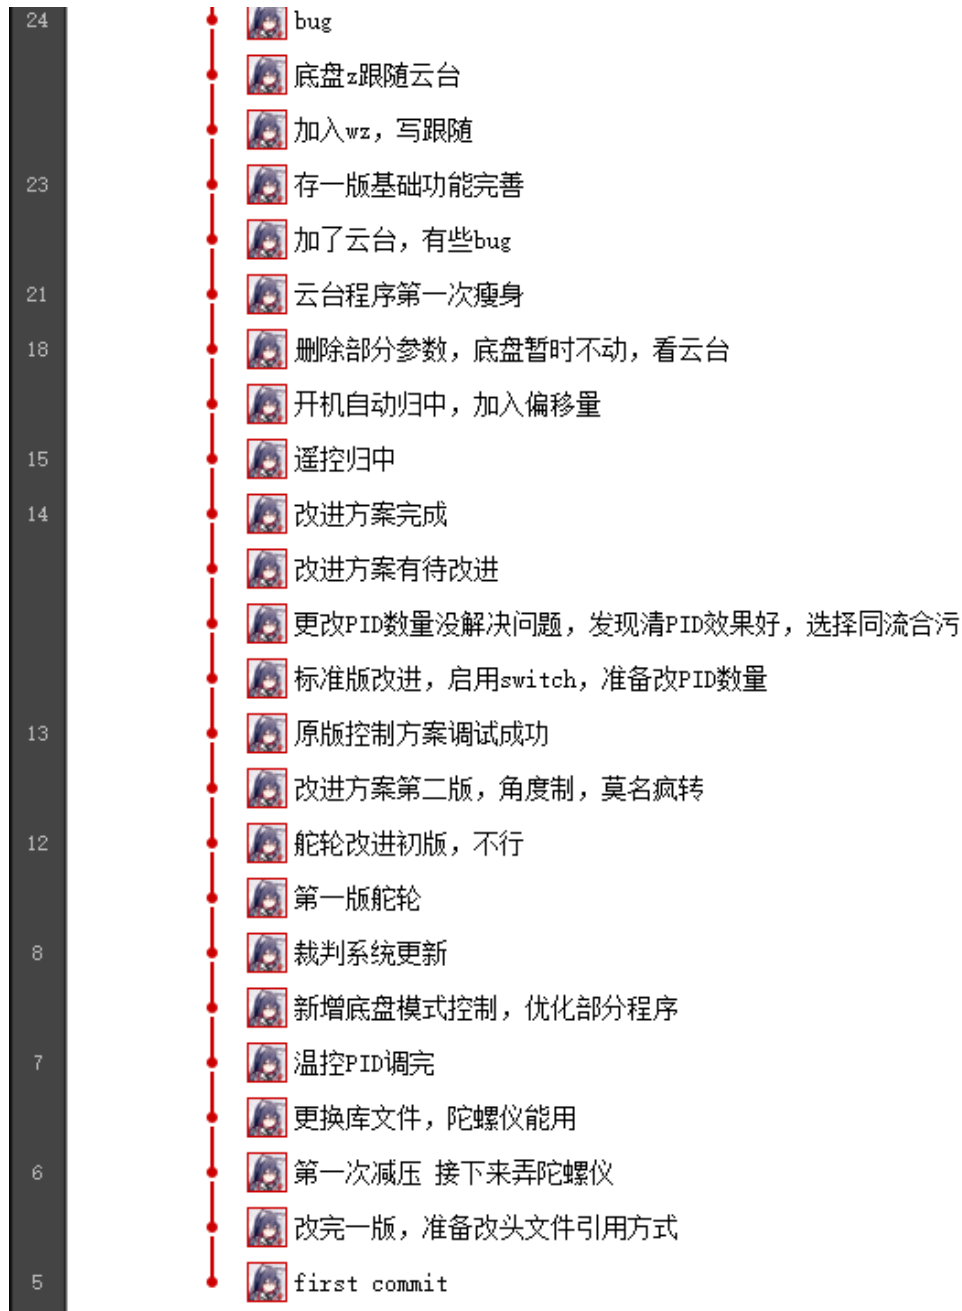 24 bug
底盘z跟随云台
加入wz，写跟随
23 存一版基础功能完善
加了云台，有些bug
21 云台程序第一次瘦身
18 删除部分参数，底盘暂时不动，看云台
开机自动归中，加入偏移量
15 遥控归中
14 改进方案完成
改进方案有待改进
更改PID数量没解决问题，发现清PID效果好，选择同流合污
标准版改进，启用switch，准备改PID数量
13 原版控制方案调试成功
改进方案第二版，角度制，莫名疯转
12 舵轮改进初版，不行
第一版舵轮
8 裁判系统更新
新增底盘模式控制，优化部分程序
7 温控PID调完
更换库文件，陀螺仪能用
6 第一次减压 接下来弄陀螺仪
改完一版，准备改头文件引用方式
5 first commit